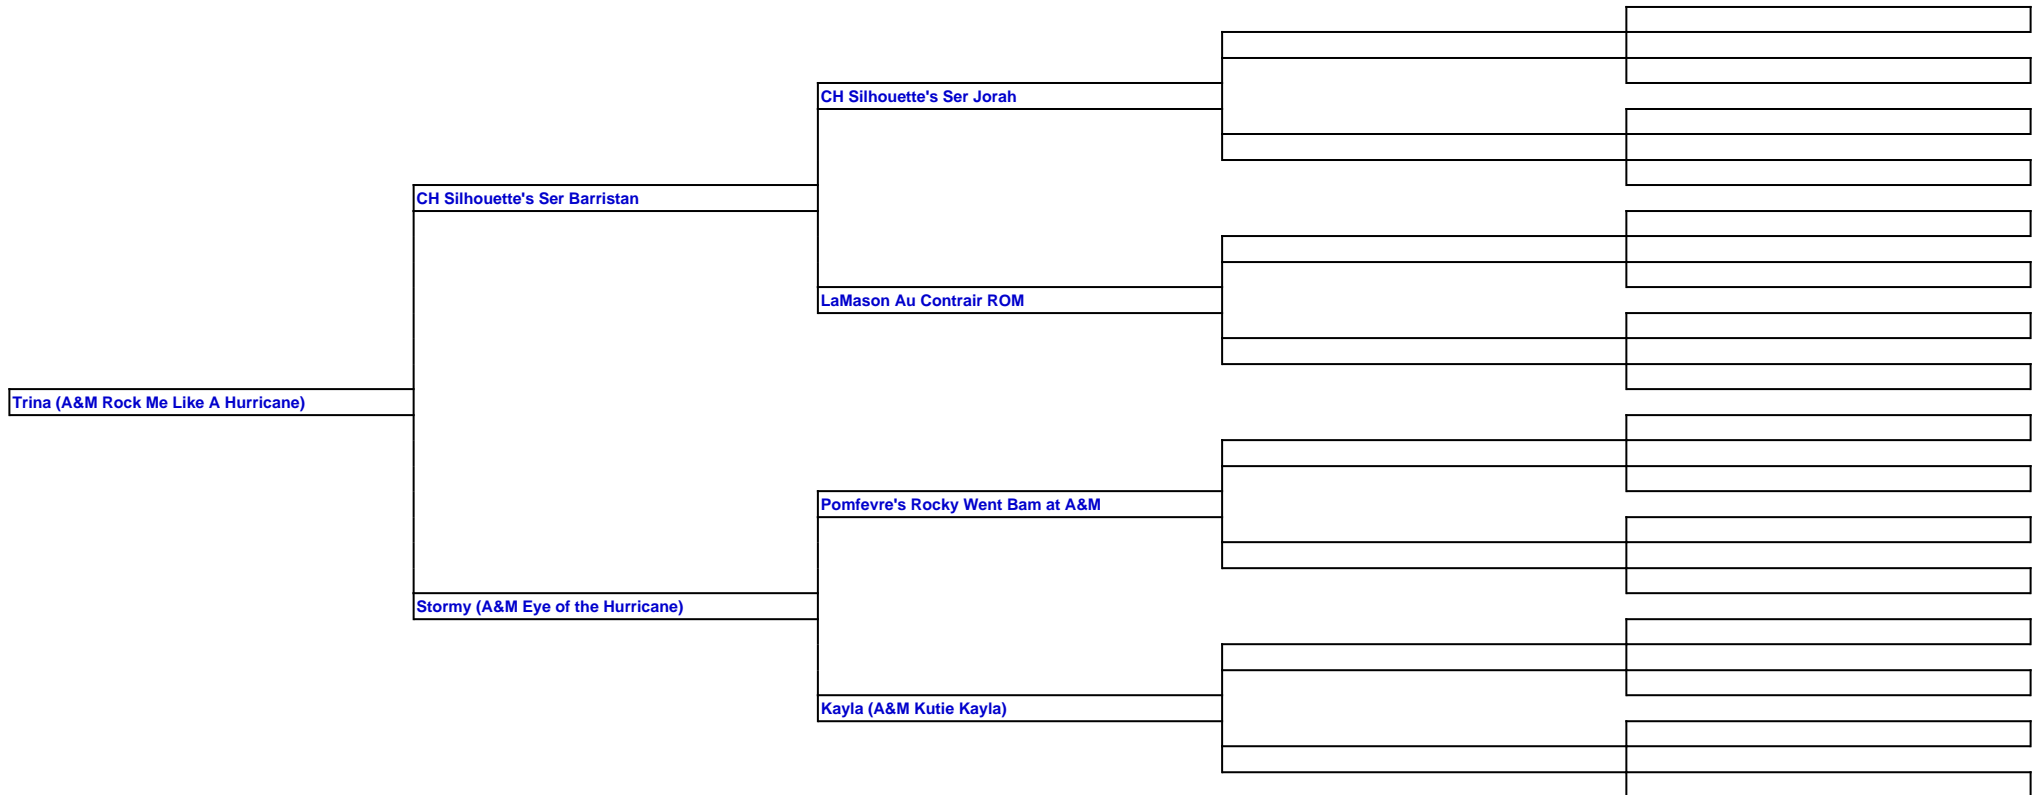 CH Silhouette's Ser Jorah
CH Silhouette's Ser Barristan
LaMason Au Contrair ROM
Trina (A&M Rock Me Like A Hurricane)
Pomfevre's Rocky Went Bam at A&M
Stormy (A&M Eye of the Hurricane)
Kayla (A&M Kutie Kayla)